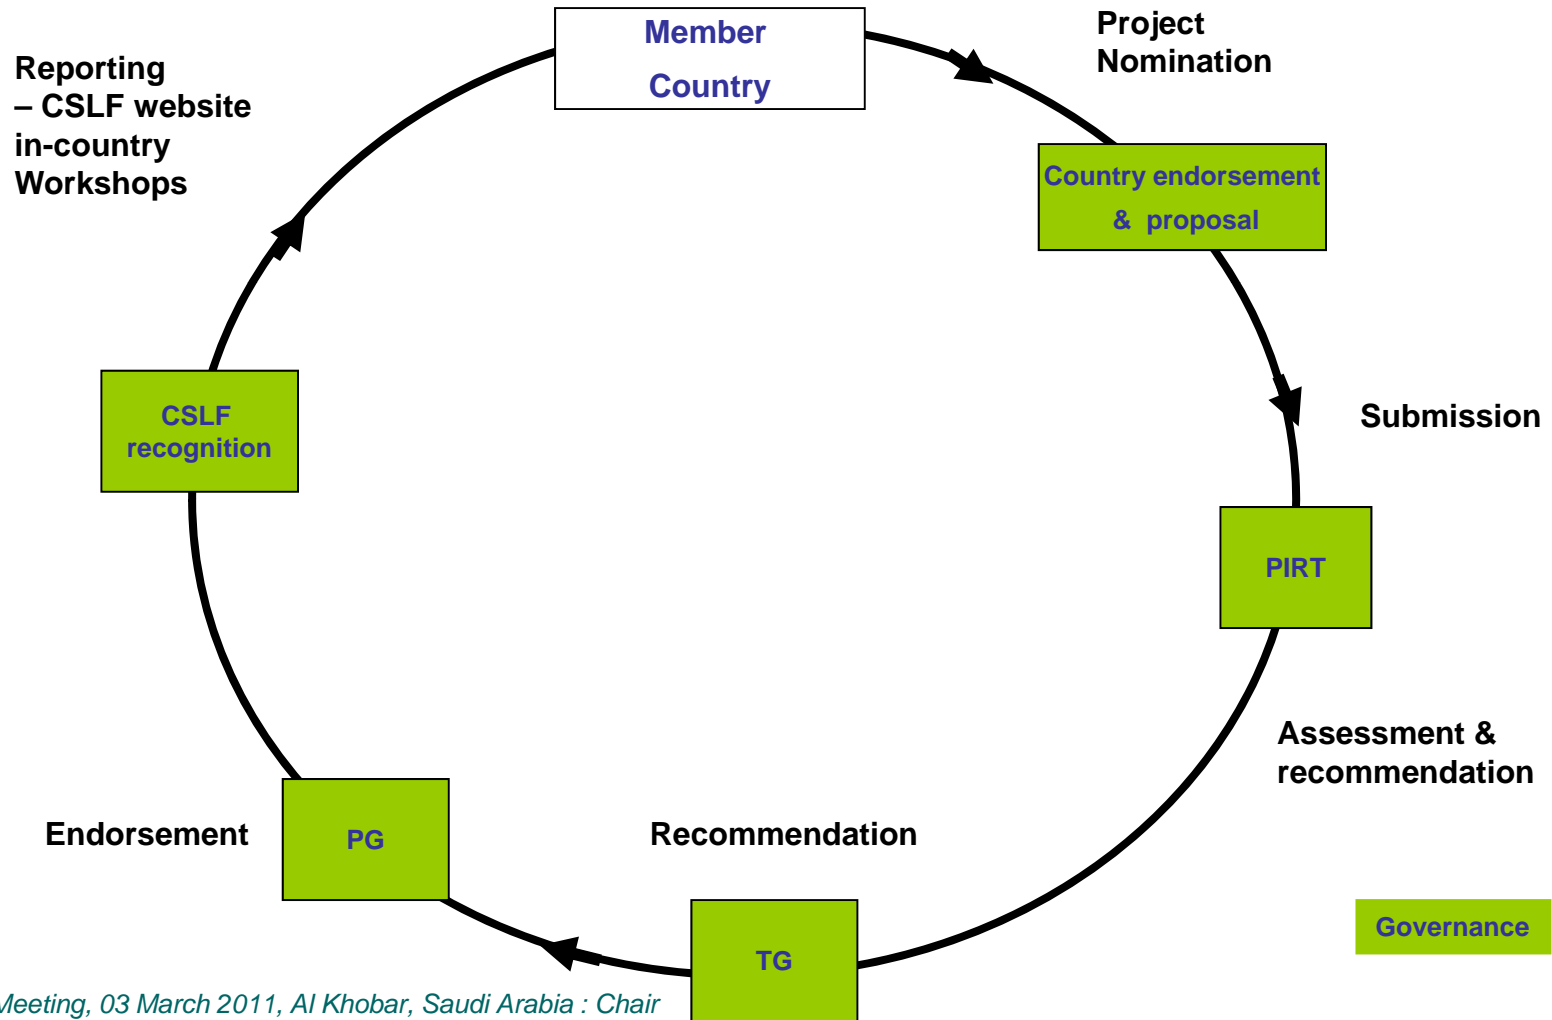 Member
Country
Project
Nomination
Reporting
– CSLF website
in-country
Workshops
Country endorsement
& proposal
CSLF
recognition
Submission
PIRT
Assessment &
recommendation
Endorsement
PG
Recommendation
TG
Governance
Meeting, 03 March 2011, Al Khobar, Saudi Arabia : Chair